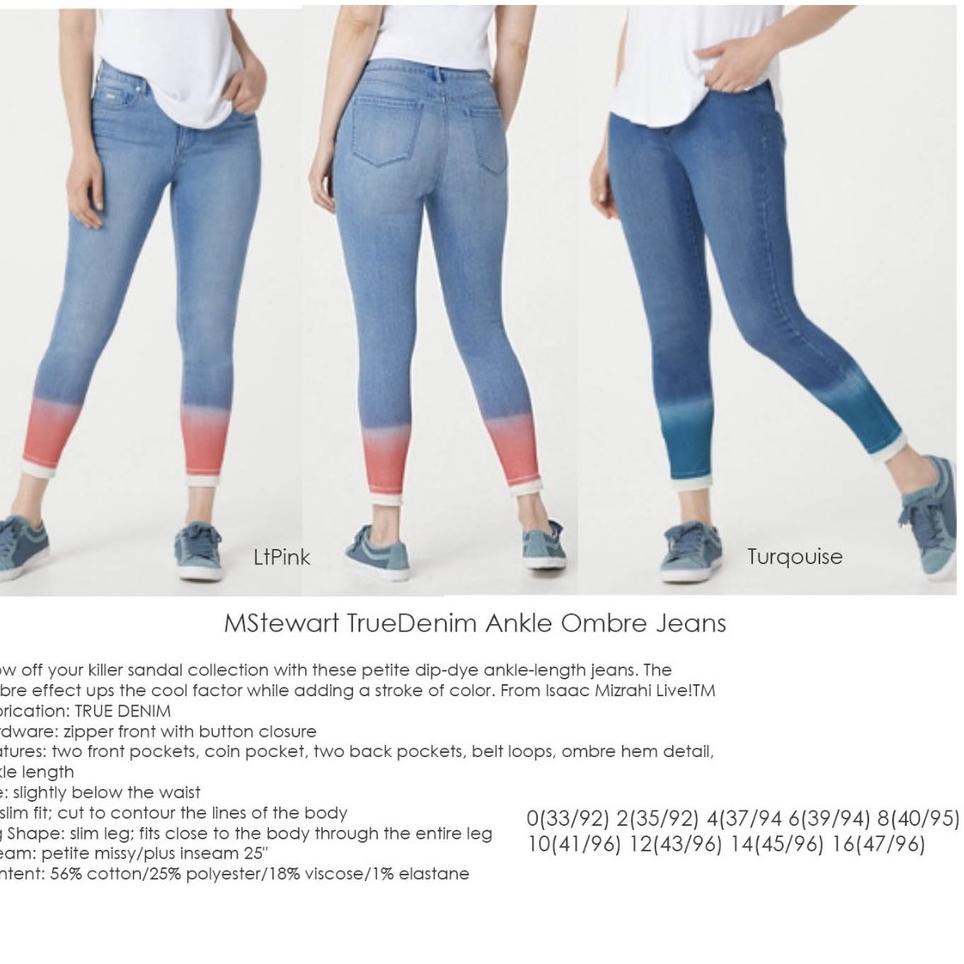 LtPink
Turqouise
MStewart TrueDenim Ankle Ombre Jeans
ow off your killer sandal collection with these petite dip-dye ankle-length jeans. The
bre effect ups the cool factor while adding a stroke of color. From Isaac Mizrahi Live!TM
brication: TRUE DENIM
rdware: zipper front with button closure
atures: two front pockets, coin pocket, two back pockets, belt loops, ombre hem detail,
kle length
e: slightly below the waist
slim fit; cut to contour the lines of the body
g Shape: slim leg; fits close to the body through the entire leg
eam: petite missy/plus inseam 25"
ntent: 56% cotton/25% polyester/18% viscose/1% elastane
0(33/92) 2(35/92) 4(37/94 6(39/94) 8(40/95)
10(41/96) 12(43/96) 14(45/96) 16(47/96)